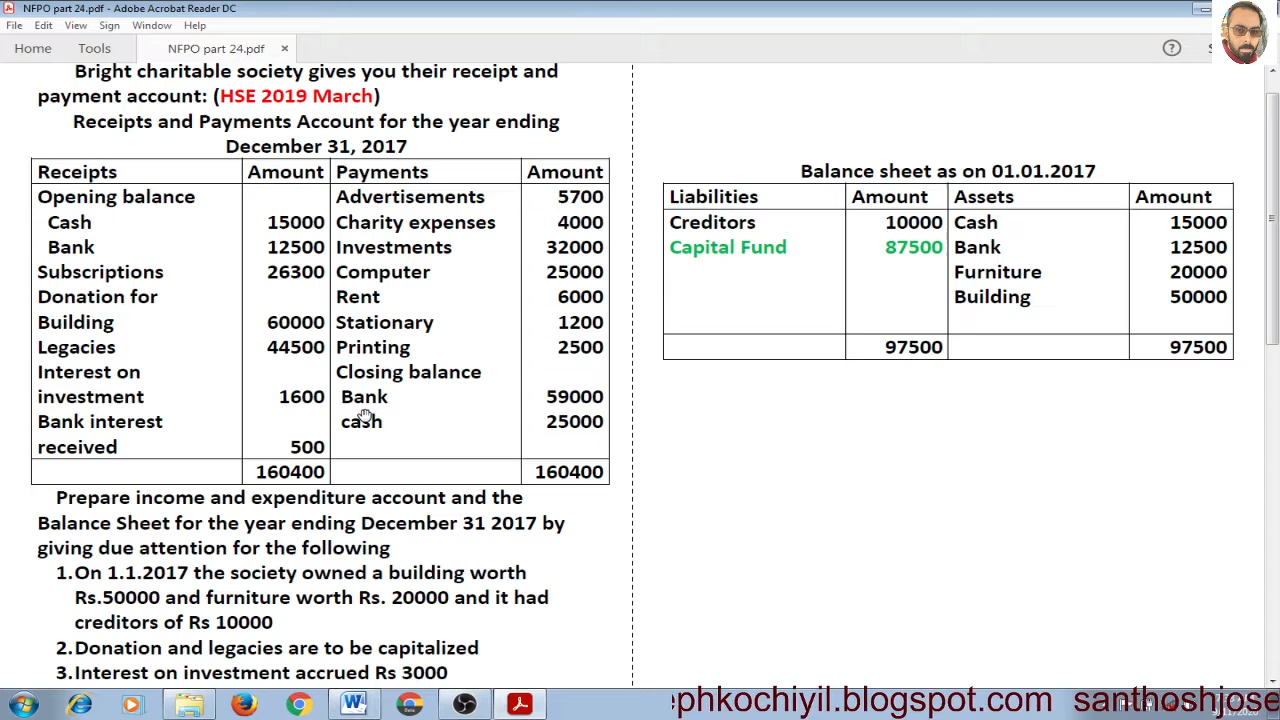 NFPO part 24.pdf - Adobe Acrobat Reader DC
File Edit View Sign Window Help
Home Tools NFPO part 24.pdf ×
Bright charitable society gives you their receipt and
payment account: (HSE 2019 March)
Receipts and Payments Account for the year ending
December 31, 2017
Receipts Amount Payments Amount
Opening balance Advertisements 5700
Cash 15000 Charity expenses 4000
Bank 12500 Investments 32000
Subscriptions 26300 Computer 25000
Donation for Rent 6000
Building 60000 Stationary 1200
Legacies 44500 Printing 2500
Interest on Closing balance
investment 1600 Bank 59000
Bank interest cash 25000
received 500
160400 160400
Prepare income and expenditure account and the
Balance Sheet for the year ending December 31 2017 by
giving due attention for the following
1. On 1.1.2017 the society owned a building worth
Rs.50000 and furniture worth Rs. 20000 and it had
creditors of Rs 10000
2. Donation and legacies are to be capitalized
3. Interest on investment accrued Rs 3000
Balance sheet as on 01.01.2017
Liabilities Amount Assets Amount
Creditors 10000 Cash 15000
Capital Fund 87500 Bank 12500
Furniture 20000
Building 50000
97500 97500
ephkochiyil.blogspot.com santhoshjose